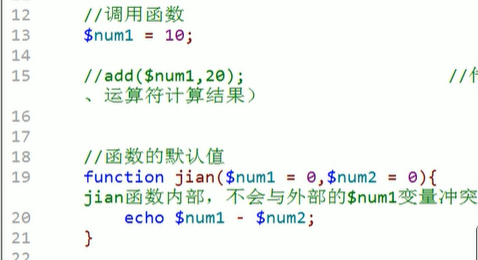 12 //调用函数
13 $num1 = 10;
14
15 //add($num1,20); //
、运算符计算结果)
16
17
18 //函数的默认值
19 function jian($num1 = 0,$num2 = 0){
jian函数内部，不会与外部的$num1变量冲突
20 echo $num1 - $num2;
21 }
22